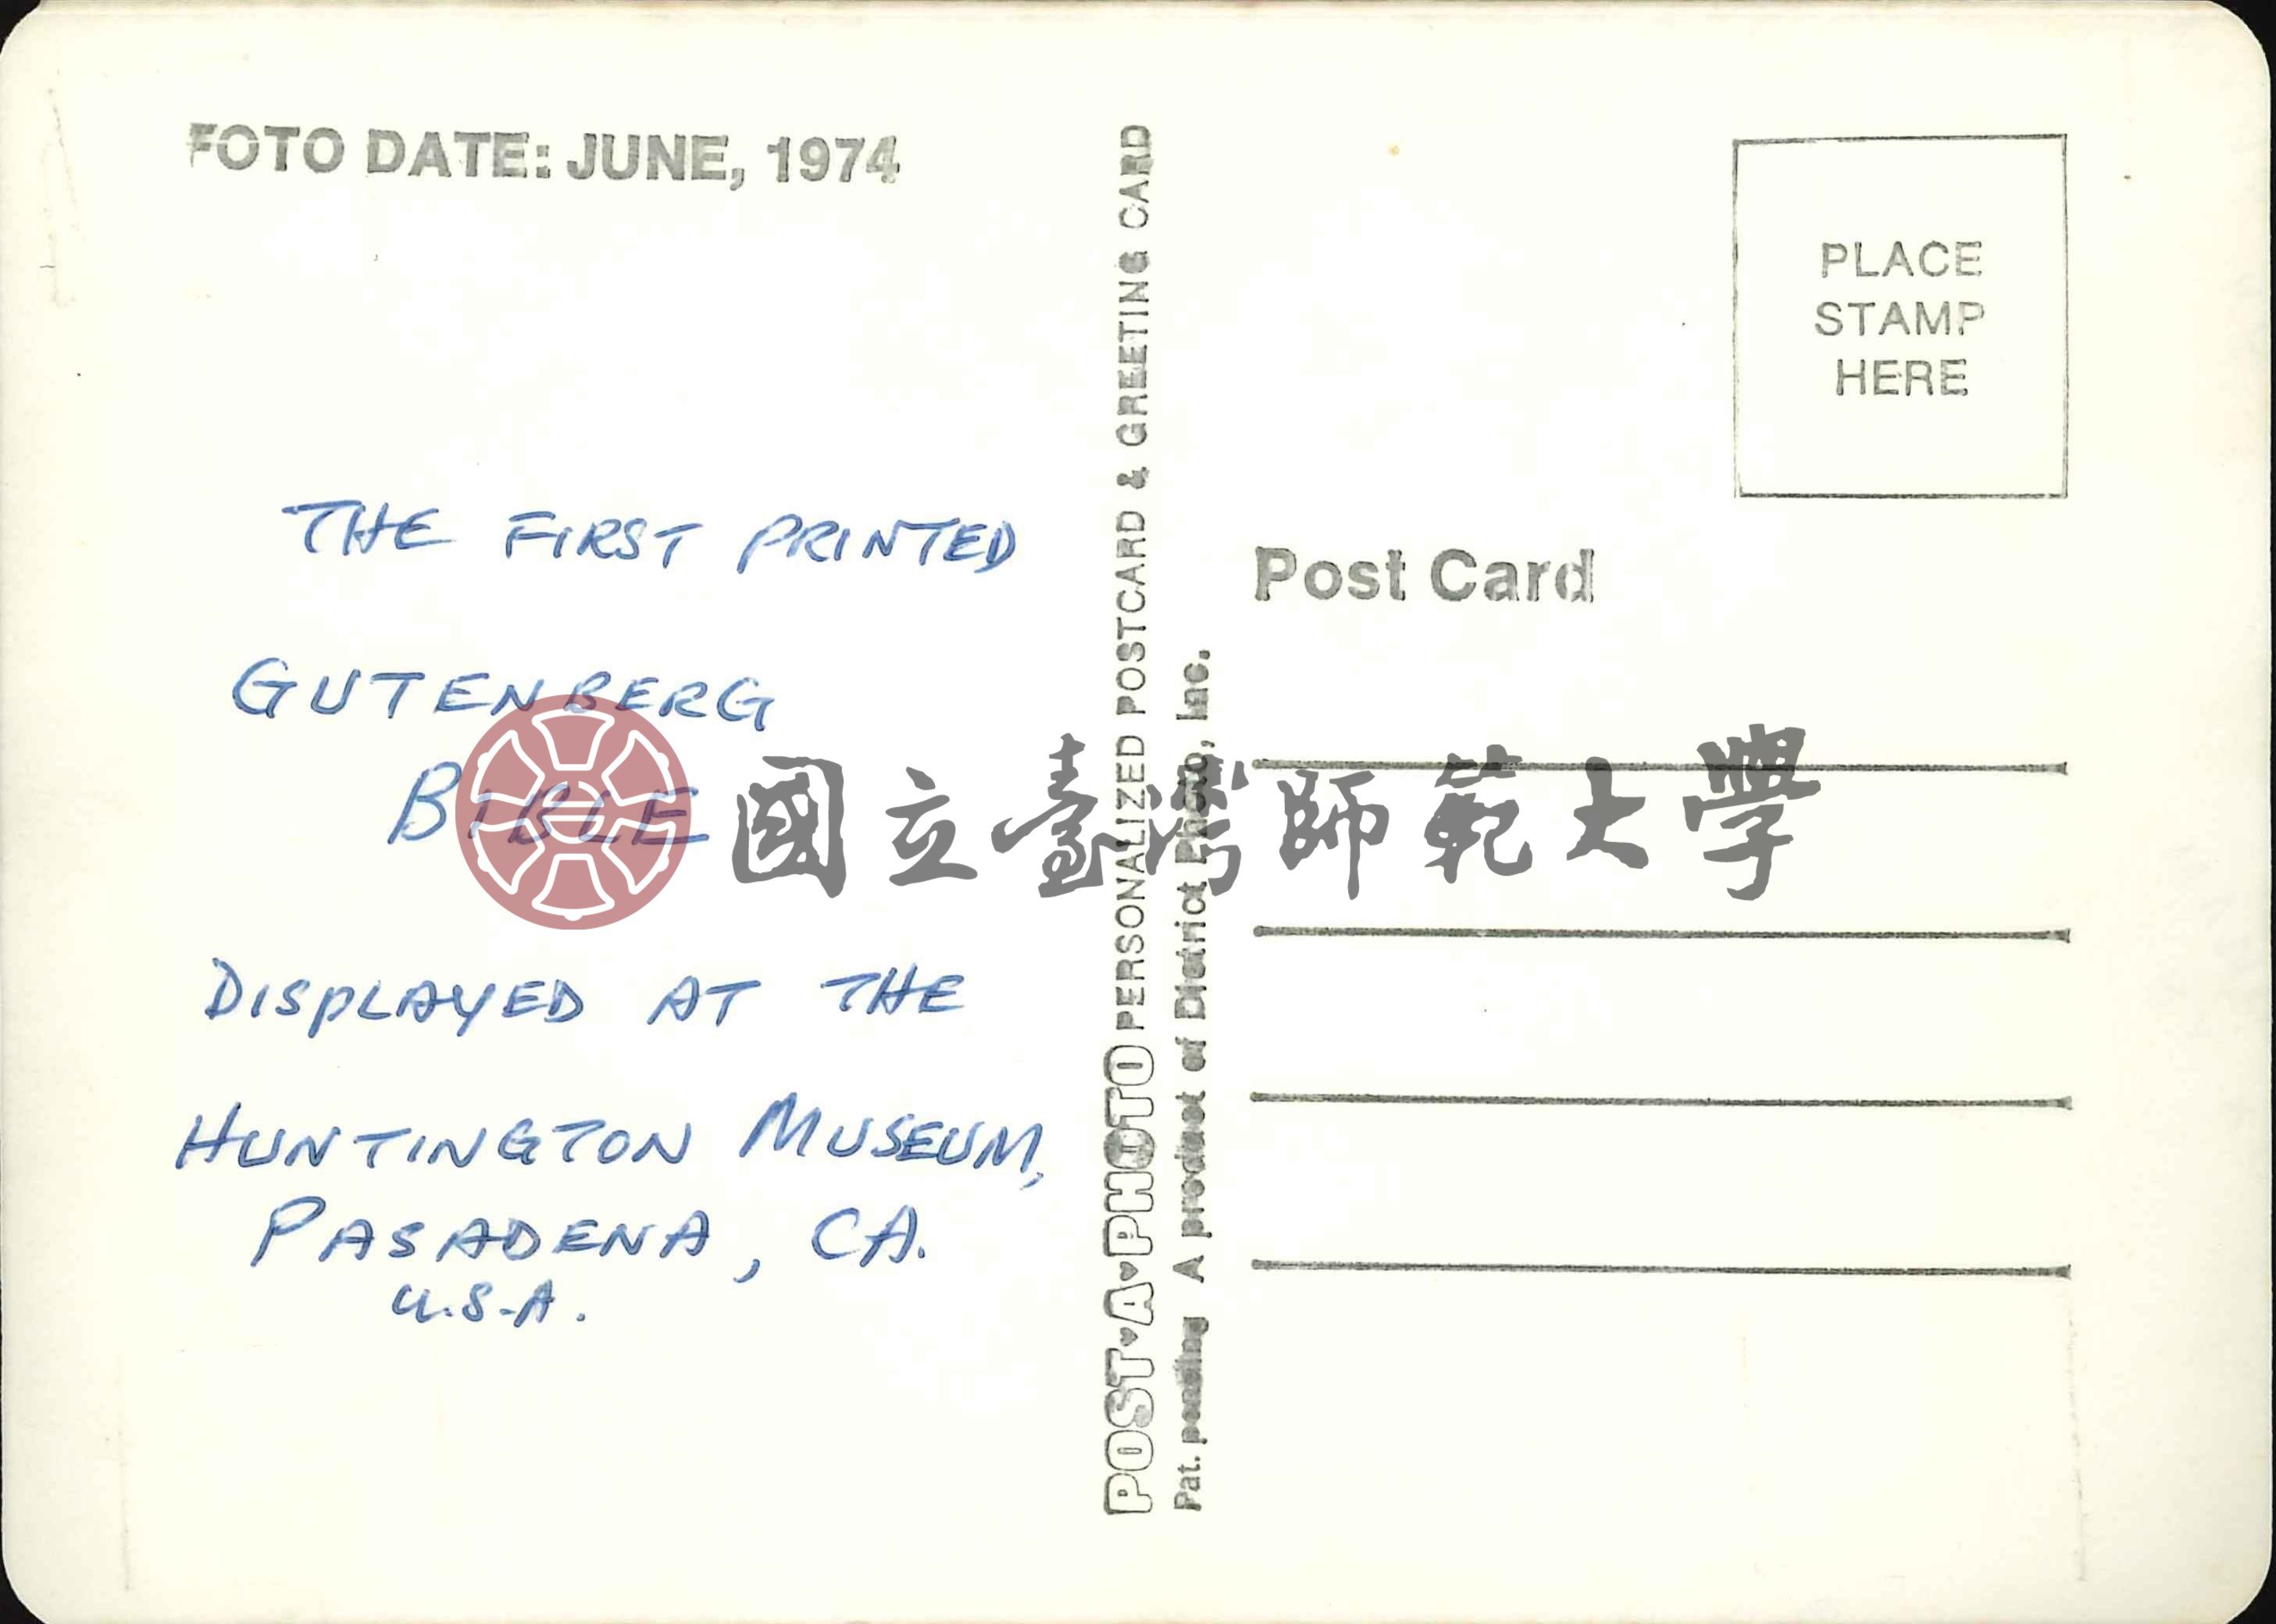 FOTO DATE: JUNE, 1974
THE FIRST PRINTED
GUTENBERG
BIBLE
DISPLAYED AT THE
HUNTINGTON MUSEUM,
PASADENA, CA.
U.S.A.
POST·A·PHOTO PERSONALIZED POSTCARD & GREETING CARD
Pat. pending A product of District Photo, Inc.
PLACE
STAMP
HERE
Post Card
國立臺灣師範大學